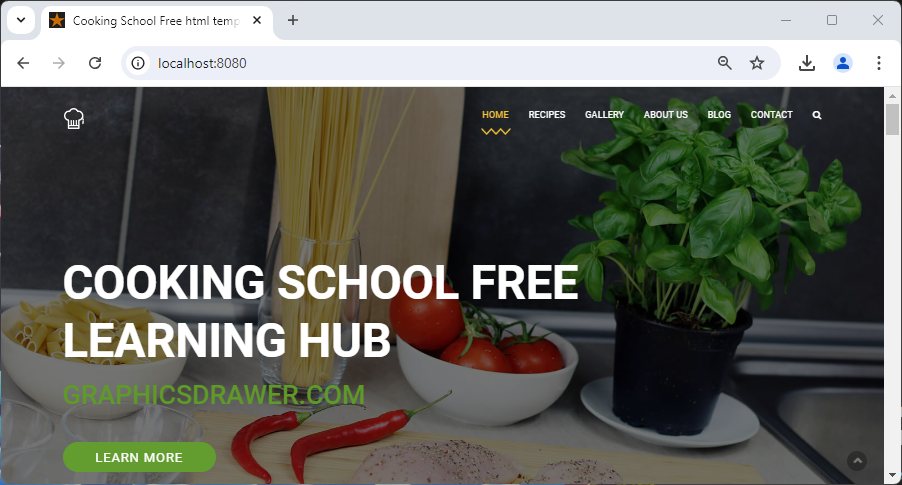 Cooking School Free html temp
localhost:8080
HOME RECIPES GALLERY ABOUT US BLOG CONTACT
COOKING SCHOOL FREE
LEARNING HUB
GRAPHICSDRAWER.COM
LEARN MORE